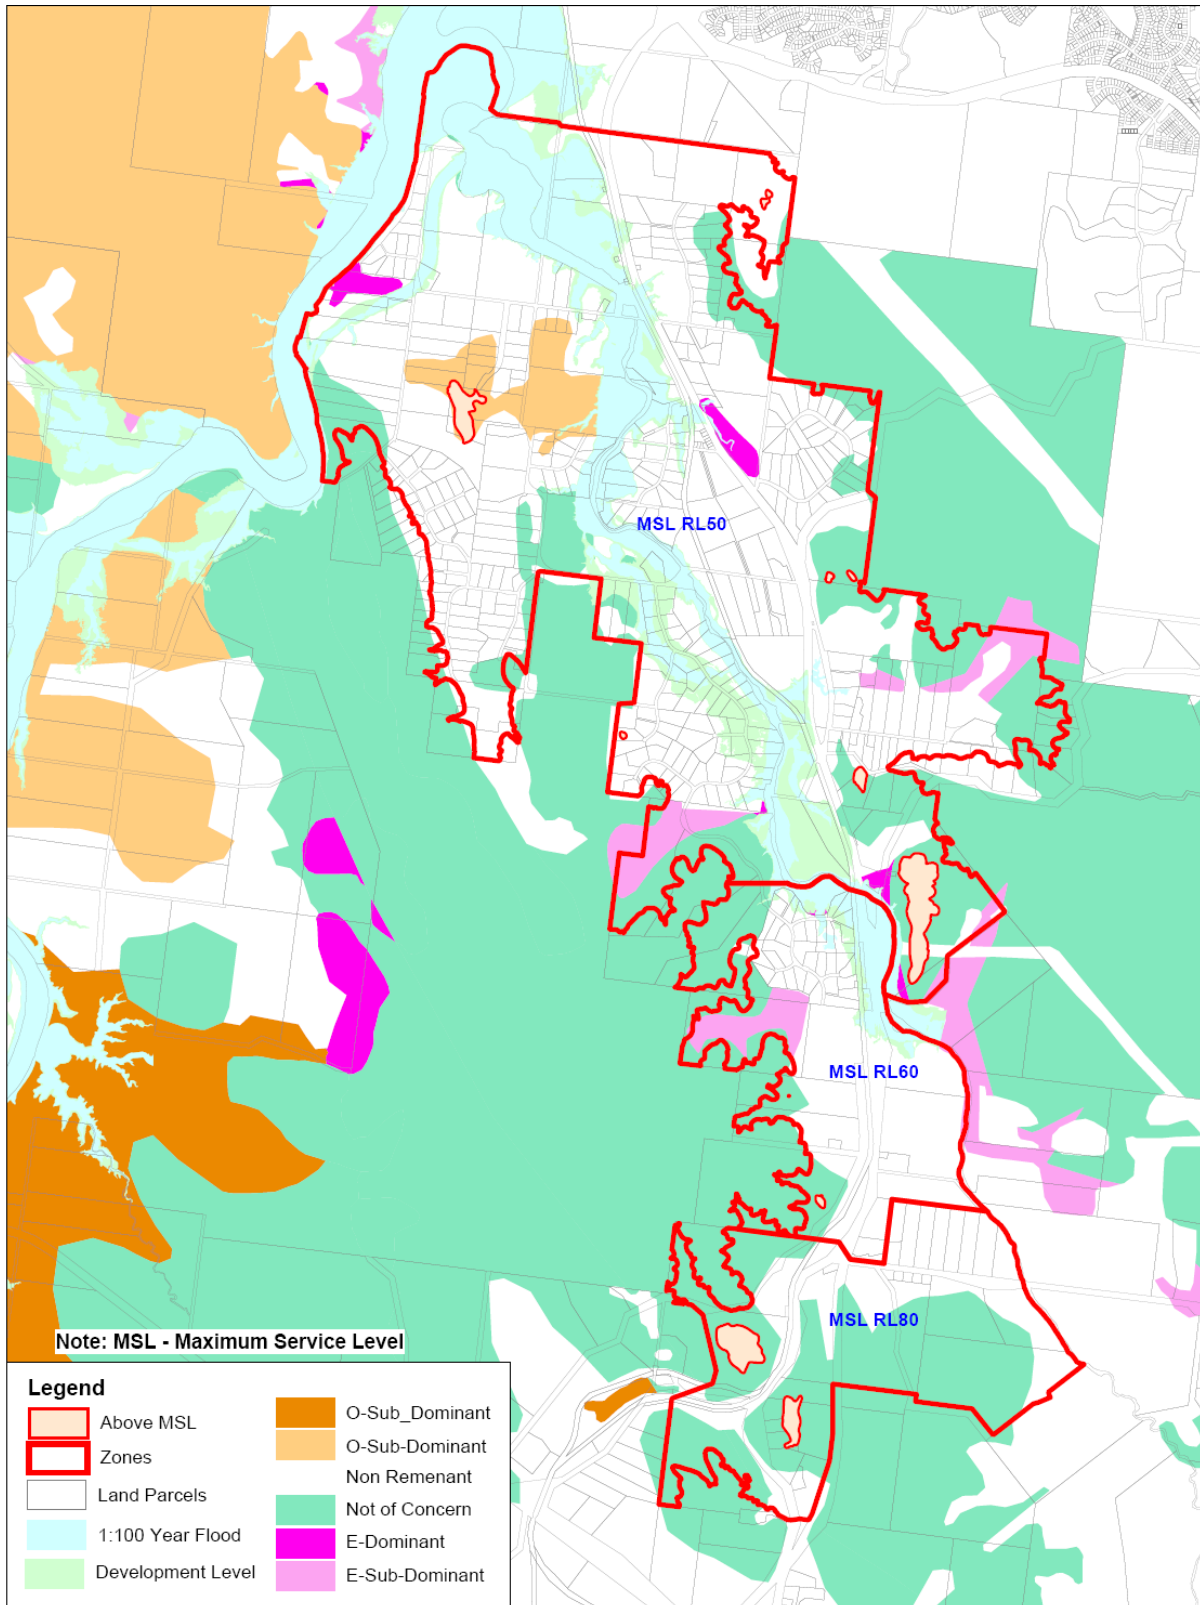 MSL RL50
MSL RL60
MSL RL80
Note: MSL - Maximum Service Level
Legend
Above MSL
Zones
Land Parcels
1:100 Year Flood
Development Level
O-Sub_Dominant
O-Sub-Dominant
Non Remenant
Not of Concern
E-Dominant
E-Sub-Dominant